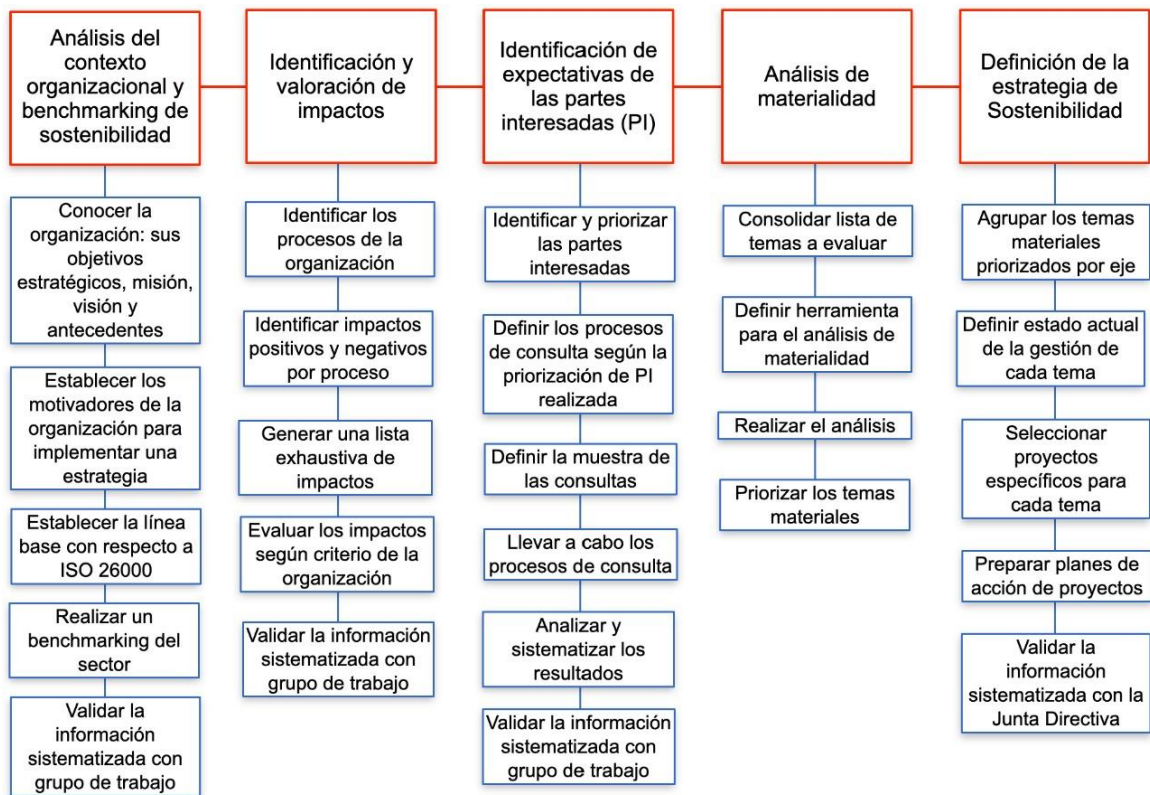 Análisis del
contexto
organizacional y
benchmarking de
sostenibilidad
Conocer la
organización: sus
objetivos
estratégicos, misión,
visión y
antecedentes
Establecer los
motivadores de la
organización para
implementar una
estrategia
Establecer la línea
base con respecto a
ISO 26000
Realizar un
benchmarking del
sector
Validar la
información
sistematizada con
grupo de trabajo
Identificación y
valoración de
impactos
Identificar los
procesos de la
organización
Identificar impactos
positivos y negativos
por proceso
Generar una lista
exhaustiva de
impactos
Evaluar los impactos
según criterio de la
organización
Validar la información
sistematizada con
grupo de trabajo
Identificación de
expectativas de
las partes
interesadas (PI)
Identificar y priorizar
las partes
interesadas
Definir los procesos
de consulta según la
priorización de PI
realizada
Definir la muestra de
las consultas
Llevar a cabo los
procesos de consulta
Analizar y
sistematizar los
resultados
Validar la información
sistematizada con
grupo de trabajo
Análisis de
materialidad
Consolidar lista de
temas a evaluar
Definir herramienta
para el análisis de
materialidad
Realizar el análisis
Priorizar los temas
materiales
Definición de la
estrategia de
Sostenibilidad
Agrupar los temas
materiales
priorizados por eje
Definir estado actual
de la gestión de
cada tema
Seleccionar
proyectos
específicos para
cada tema
Preparar planes de
acción de proyectos
Validar la
información
sistematizada con la
Junta Directiva